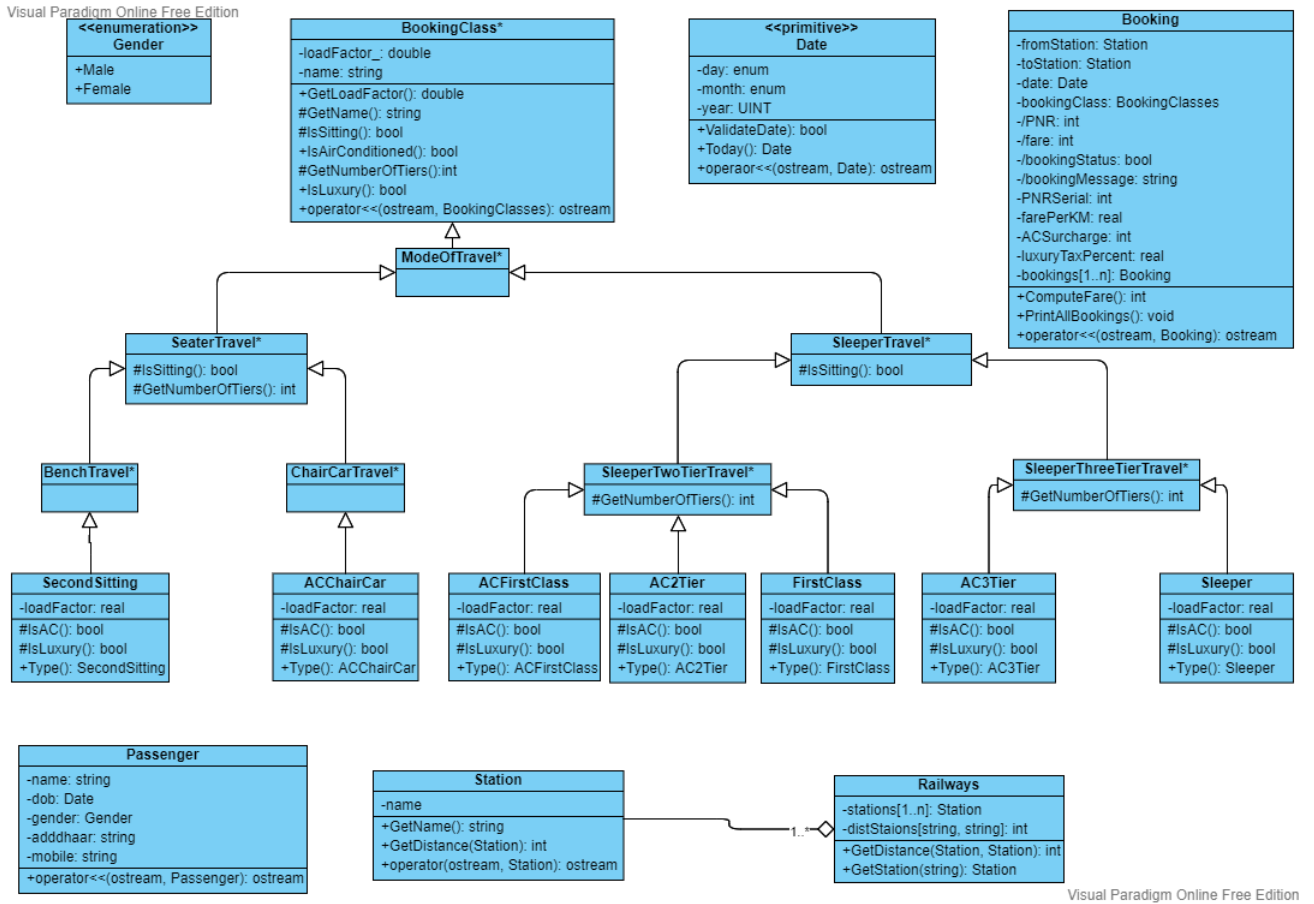 Visual Paradigm Online Free Edition
<<enumeration>>
Gender
+Male
+Female
BookingClass*
-loadFactor_: double
-name: string
+GetLoadFactor(): double
#GetName(): string
#IsSitting(): bool
+IsAirConditioned(): bool
#GetNumberOfTiers():int
+IsLuxury(): bool
+operator<<(ostream, BookingClasses): ostream
<<primitive>>
Date
-day: enum
-month: enum
-year: UINT
+ValidateDate): bool
+Today(): Date
+operaor<<(ostream, Date): ostream
Booking
-fromStation: Station
-toStation: Station
-date: Date
-bookingClass: BookingClasses
-/PNR: int
-/fare: int
-/bookingStatus: bool
-/bookingMessage: string
-PNRSerial: int
-farePerKM: real
-ACSurcharge: int
-luxuryTaxPercent: real
-bookings[1..n]: Booking
+ComputeFare(): int
+PrintAllBookings(): void
+operator<<(ostream, Booking): ostream
ModeOfTravel*
SeaterTravel*
#IsSitting(): bool
#GetNumberOfTiers(): int
SleeperTravel*
#IsSitting(): bool
BenchTravel*
ChairCarTravel*
SleeperTwoTierTravel*
#GetNumberOfTiers(): int
SleeperThreeTierTravel*
#GetNumberOfTiers(): int
SecondSitting
-loadFactor: real
#IsAC(): bool
#IsLuxury(): bool
+Type(): SecondSitting
ACChairCar
-loadFactor: real
#IsAC(): bool
#IsLuxury(): bool
+Type(): ACChairCar
ACFirstClass
-loadFactor: real
#IsAC(): bool
#IsLuxury(): bool
+Type(): ACFirstClass
AC2Tier
-loadFactor: real
#IsAC(): bool
#IsLuxury(): bool
+Type(): AC2Tier
FirstClass
-loadFactor: real
#IsAC(): bool
#IsLuxury(): bool
+Type(): FirstClass
AC3Tier
-loadFactor: real
#IsAC(): bool
#IsLuxury(): bool
+Type(): AC3Tier
Sleeper
-loadFactor: real
#IsAC(): bool
#IsLuxury(): bool
+Type(): Sleeper
Passenger
-name: string
-dob: Date
-gender: Gender
-adddhaar: string
-mobile: string
+operator<<(ostream, Passenger): ostream
Station
-name
+GetName(): string
+GetDistance(Station): int
+operator(ostream, Station): ostream
1..*
Railways
-stations[1..n]: Station
-distStaions[string, string]: int
+GetDistance(Station, Station): int
+GetStation(string): Station
Visual Paradigm Online Free Edition